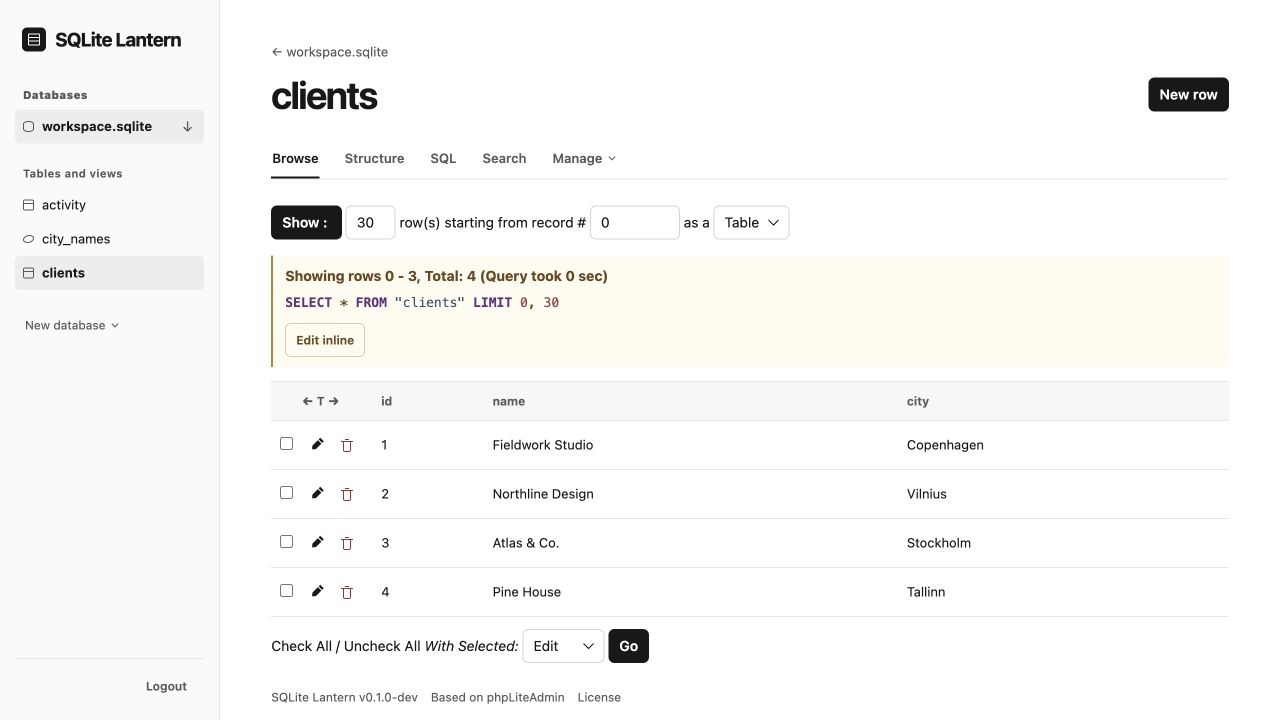 SQLite Lantern
Databases
workspace.sqlite ↓
Tables and views
activity
city_names
clients
New database
Logout
← workspace.sqlite
clients
New row
Browse Structure SQL Search Manage
Show : 30 row(s) starting from record # 0 as a Table
Showing rows 0 - 3, Total: 4 (Query took 0 sec)
SELECT * FROM "clients" LIMIT 0, 30
Edit inline
← T → id name city
1 Fieldwork Studio Copenhagen
2 Northline Design Vilnius
3 Atlas & Co. Stockholm
4 Pine House Tallinn
Check All / Uncheck All With Selected: Edit Go
SQLite Lantern v0.1.0-dev Based on phpLiteAdmin License